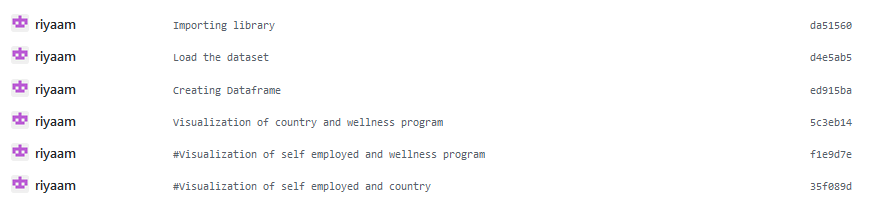 riyaam Importing library da51560
riyaam Load the dataset d4e5ab5
riyaam Creating Dataframe ed915ba
riyaam Visualization of country and wellness program 5c3eb14
riyaam #Visualization of self employed and wellness program f1e9d7e
riyaam #Visualization of self employed and country 35f089d